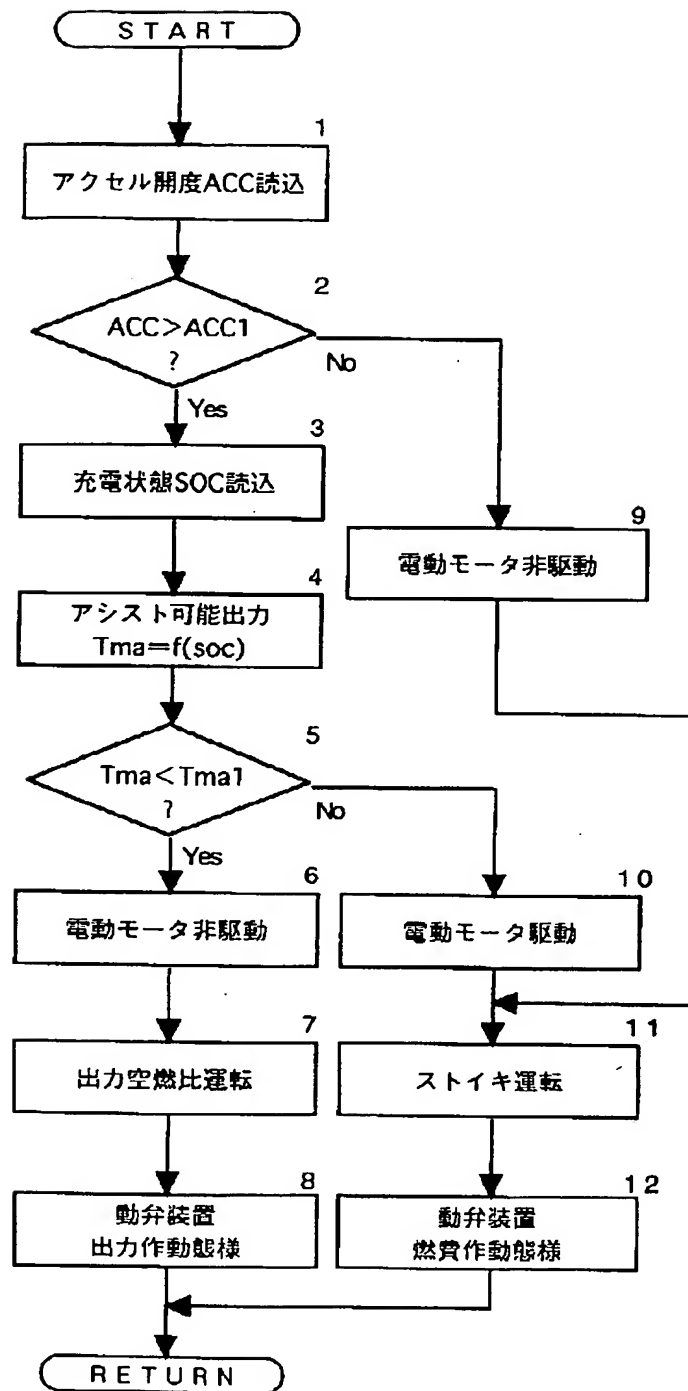 START
1
アクセル開度ACC読込
2
ACC>ACC1
?
No
Yes
3
充電状態SOC読込
9
電動モータ非駆動
4
アシスト可能出力
Tma=f(soc)
5
Tma<Tma1
?
No
Yes
6
電動モータ非駆動
10
電動モータ駆動
7
出力空燃比運転
11
ストイキ運転
8
動弁装置
出力作動態様
12
動弁装置
燃費作動態様
RETURN